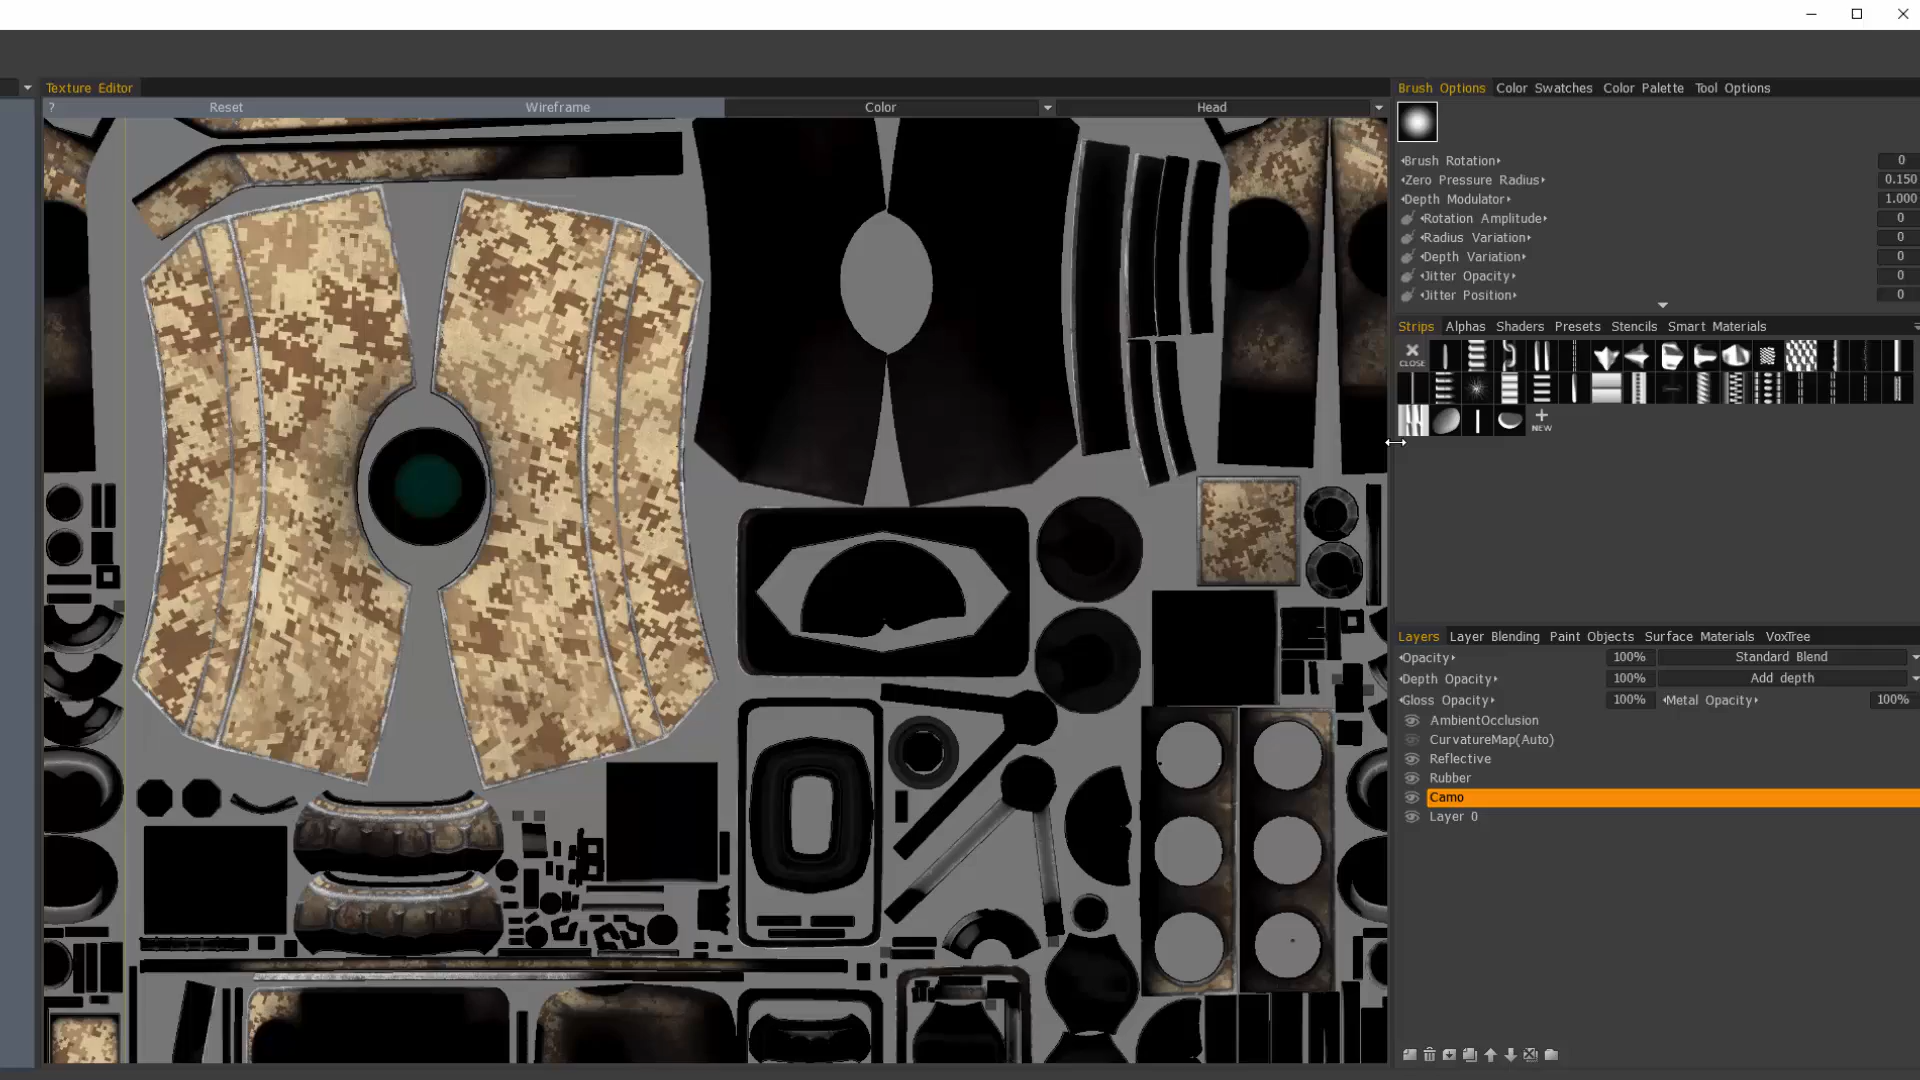 Texture Editor
? Reset Wireframe Color Head
Brush Options Color Swatches Color Palette Tool Options
Brush Rotation 0
Zero Pressure Radius 0.150
Depth Modulator 1.000
Rotation Amplitude 0
Radius Variation 0
Depth Variation 0
Jitter Opacity 0
Jitter Position 0
Strips Alphas Shaders Presets Stencils Smart Materials
CLOSE
NEW
Layers Layer Blending Paint Objects Surface Materials VoxTree
Opacity 100% Standard Blend
Depth Opacity 100% Add depth
Gloss Opacity 100% Metal Opacity 100%
AmbientOcclusion
CurvatureMap(Auto)
Reflective
Rubber
Camo
Layer 0